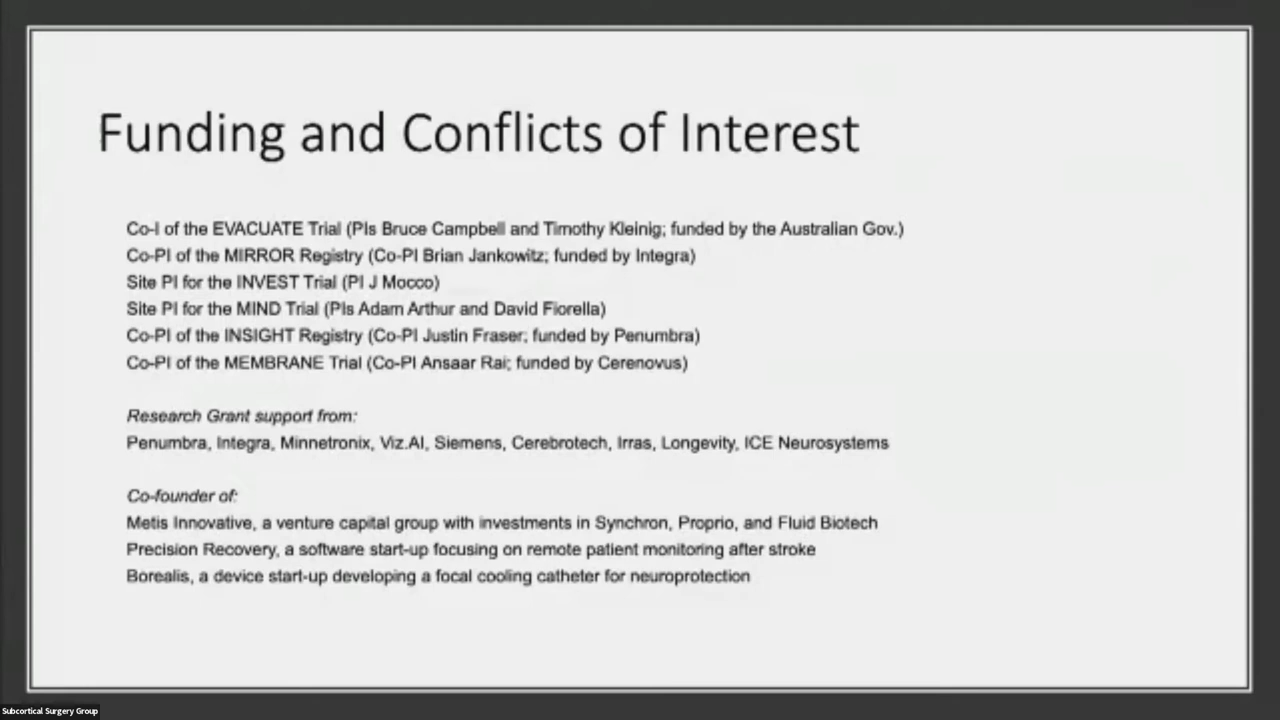 Funding and Conflicts of Interest
Co-I of the EVACUATE Trial (PIs Bruce Campbell and Timothy Kleinig; funded by the Australian Gov.)
Co-PI of the MIRROR Registry (Co-PI Brian Jankowitz; funded by Integra)
Site PI for the INVEST Trial (PI J Mocco)
Site PI for the MIND Trial (PIs Adam Arthur and David Fiorella)
Co-PI of the INSIGHT Registry (Co-PI Justin Fraser; funded by Penumbra)
Co-PI of the MEMBRANE Trial (Co-PI Ansaar Rai; funded by Cerenovus)
Research Grant support from:
Penumbra, Integra, Minnetronix, Viz.AI, Siemens, Cerebrotech, Irras, Longevity, ICE Neurosystems
Co-founder of:
Metis Innovative, a venture capital group with investments in Synchron, Proprio, and Fluid Biotech
Precision Recovery, a software start-up focusing on remote patient monitoring after stroke
Borealis, a device start-up developing a focal cooling catheter for neuroprotection
Subcortical Surgery Group